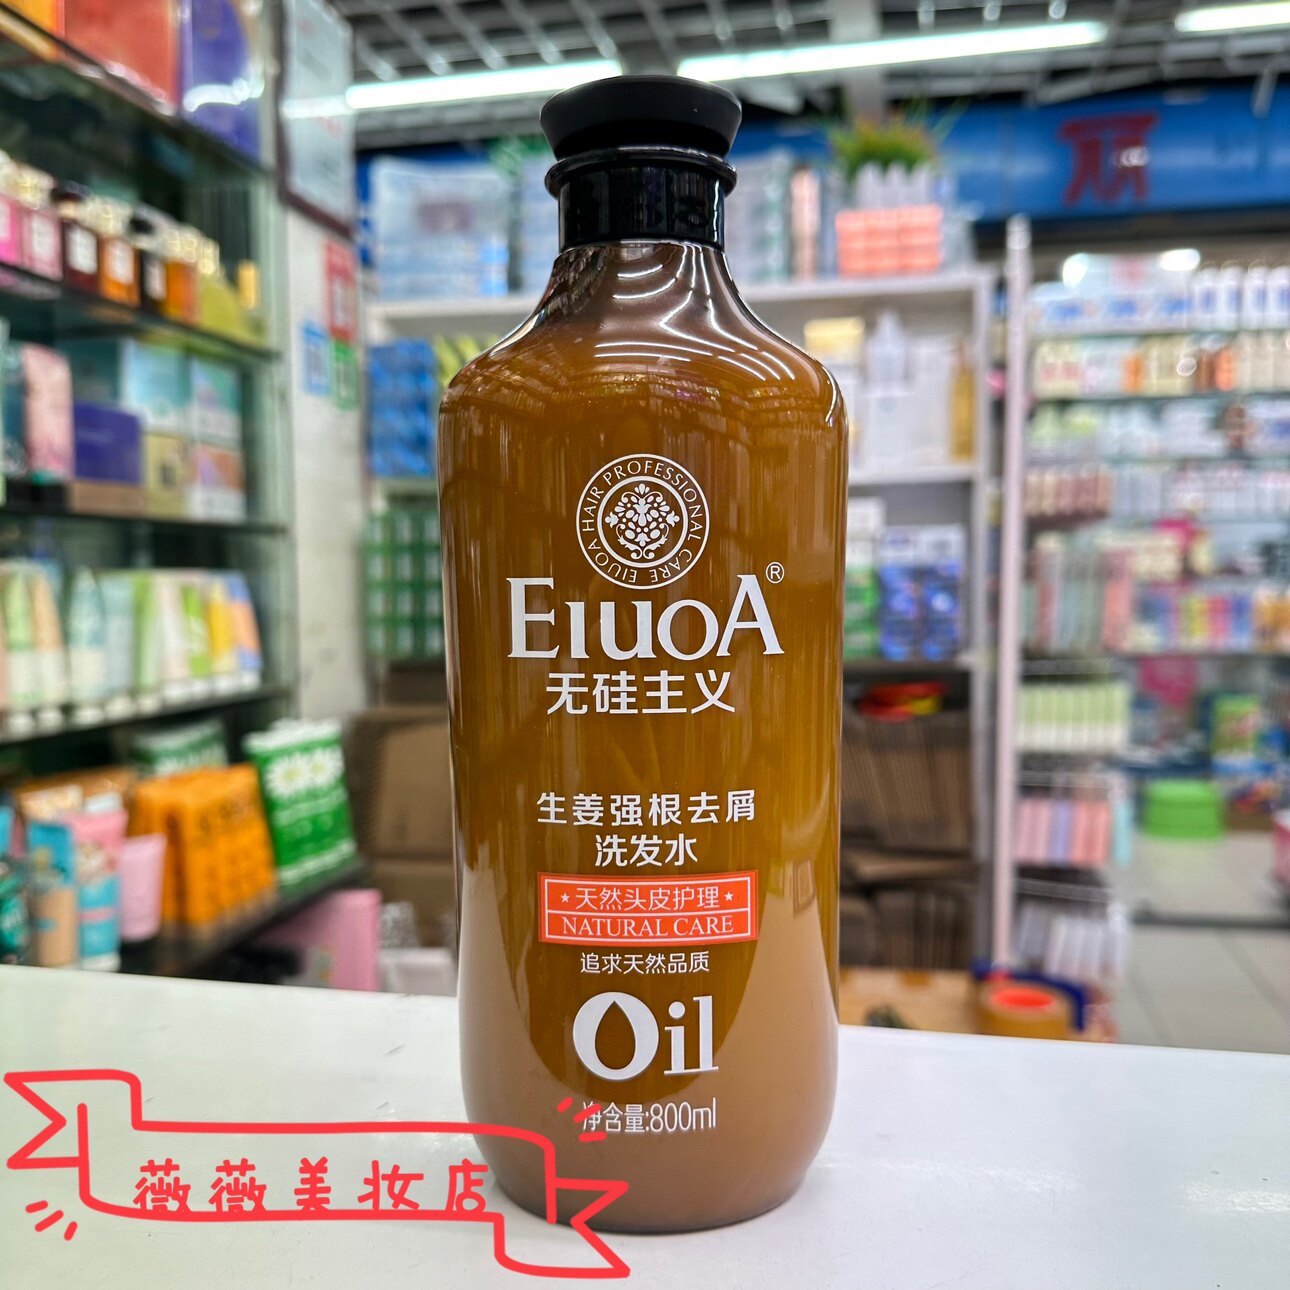 HAIR PROFESSIONAL CARE EIUOA
EIUOA®
无硅主义
生姜强根去屑
洗发水
★天然头皮护理★
NATURAL CARE
追求天然品质
Oil
净含量:800ml
薇薇美妆店